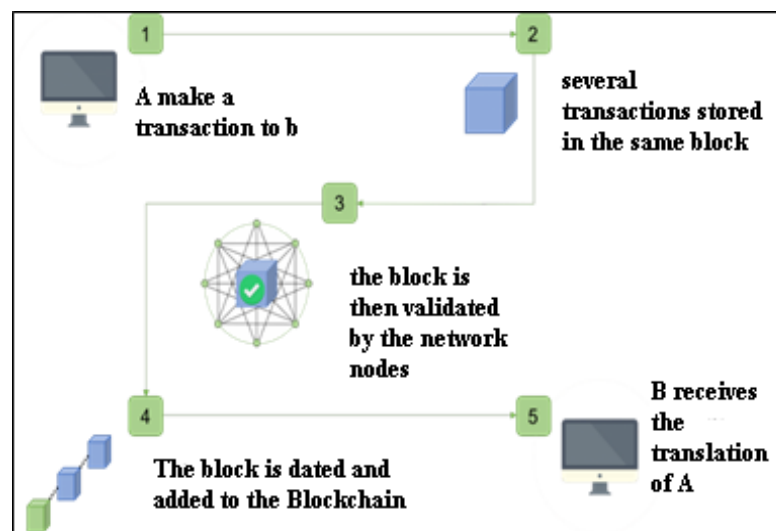 1
2
A make a
transaction to b
several
transactions stored
in the same block
3
the block is
then validated
by the network
nodes
4
5
The block is dated and
added to the Blockchain
B receives
the
translation
of A